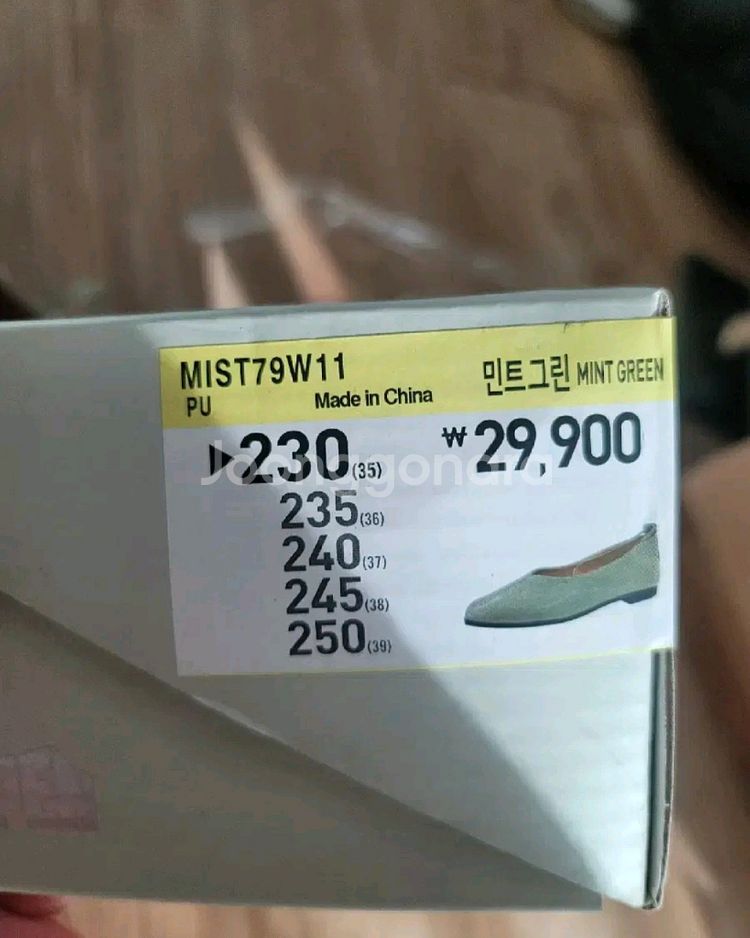 MIST79W11
민트그린 MINT GREEN
PU
Made in China
▶230(35)
₩29,900
Joonggonara
235(36)
240(37)
245(38)
250(39)